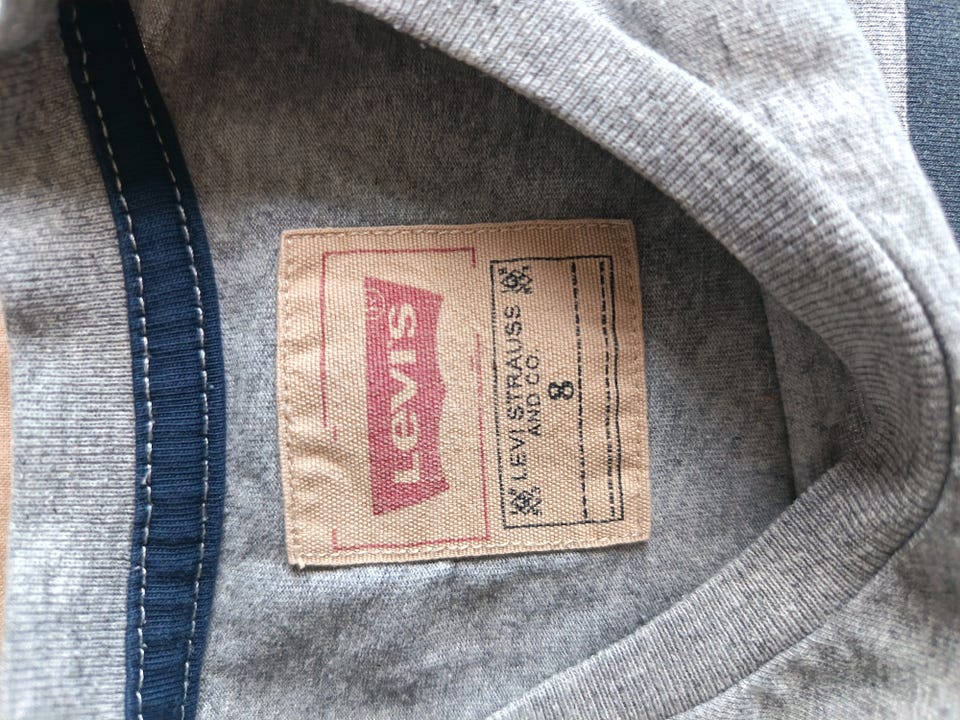 LEVI'S
LEVI STRAUSS
AND CO.
8